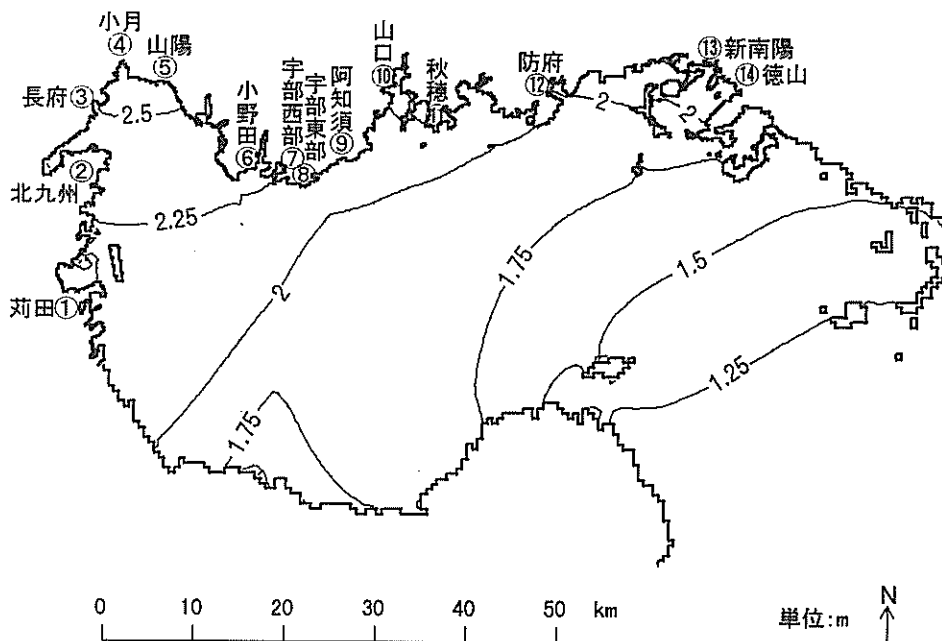 小月
④
山陽
⑤
長府③
2.5
北九州
②
小野田
⑥
宇部西部
⑦
宇部東部
⑧
阿知須
⑨
山口
⑩
秋穂
⑪
防府
⑫
2
⑬新南陽
⑭徳山
2
2.25
苅田①
2
1.75
1.75
1.5
1.25
0 10 20 30 40 50 km
N
単位:m